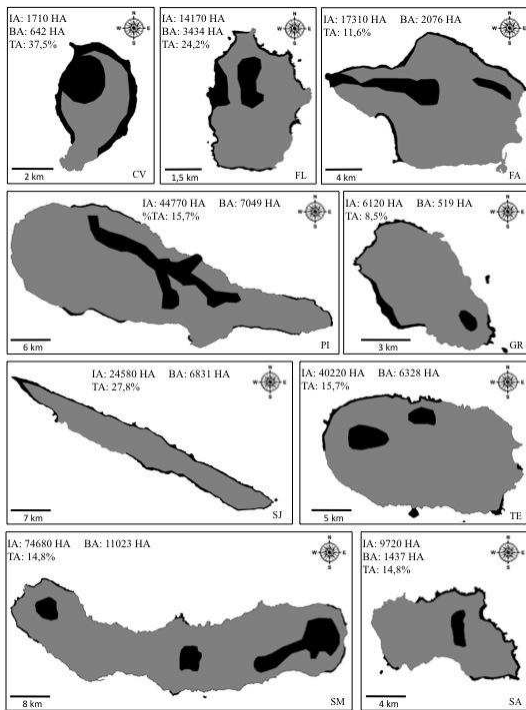 IA: 1710 HA
BA: 642 HA
TA: 37,5%
N
W E
S
2 km
CV
IA: 14170 HA
BA: 3434 HA
TA: 24,2%
N
W E
S
1,5 km
FL
IA: 17310 HA BA: 2076 HA
TA: 11,6%
N
W E
S
4 km
FA
IA: 44770 HA BA: 7049 HA
%TA: 15,7%
N
W E
S
6 km
PI
IA: 6120 HA BA: 519 HA
TA: 8,5%
N
W E
S
3 km
GR
IA: 24580 HA BA: 6831 HA
TA: 27,8%
N
W E
S
7 km
SJ
IA: 40220 HA BA: 6328 HA
TA: 15,7%
N
W E
S
5 km
TE
IA: 74680 HA BA: 11023 HA
TA: 14,8%
N
W E
S
8 km
SM
IA: 9720 HA
BA: 1437 HA
TA: 14,8%
N
W E
S
4 km
SA